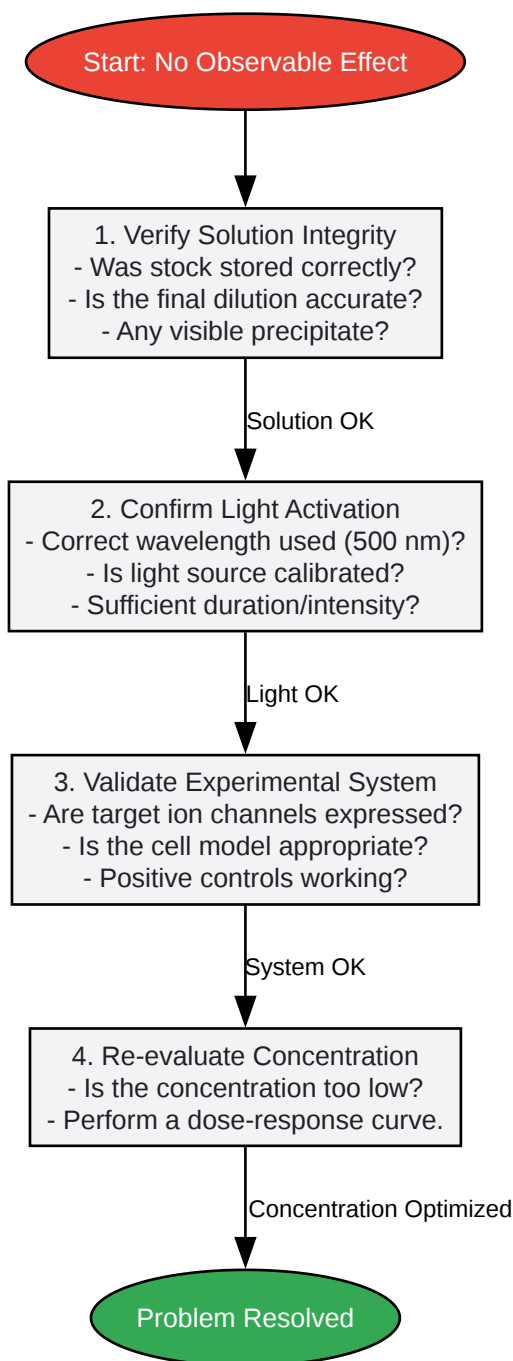 Start: No Observable Effect
1. Verify Solution Integrity
- Was stock stored correctly?
- Is the final dilution accurate?
- Any visible precipitate?
Solution OK
2. Confirm Light Activation
- Correct wavelength used (500 nm)?
- Is light source calibrated?
- Sufficient duration/intensity?
Light OK
3. Validate Experimental System
- Are target ion channels expressed?
- Is the cell model appropriate?
- Positive controls working?
System OK
4. Re-evaluate Concentration
- Is the concentration too low?
- Perform a dose-response curve.
Concentration Optimized
Problem Resolved